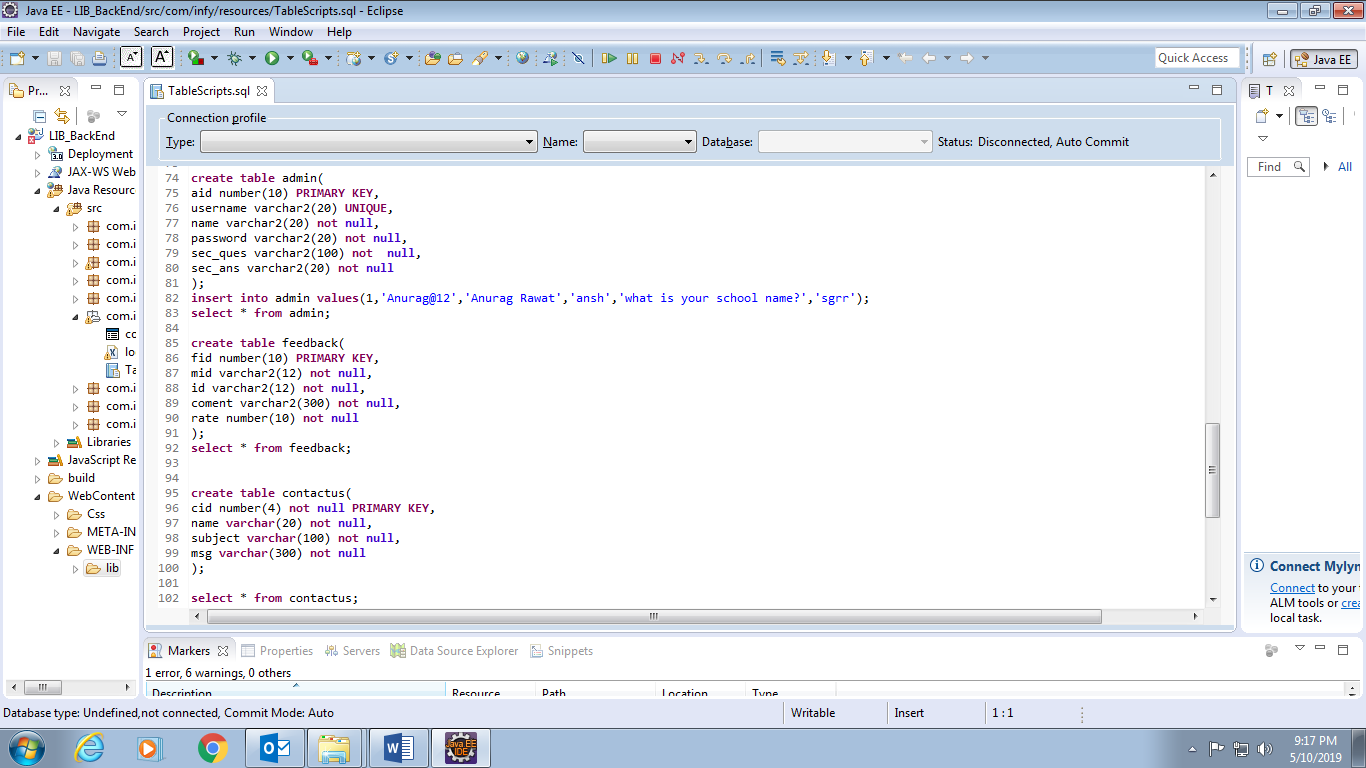 Java EE - LIB_BackEnd/src/com/infy/resources/TableScripts.sql - Eclipse
File Edit Navigate Search Project Run Window Help
Quick Access
Java EE
Pr...
LIB_BackEnd
Deployment
JAX-WS Web
Java Resourc
src
com.i
com.i
com.i
com.i
com.i
com.i
cc
lo
Ta
com.i
com.i
com.i
Libraries
JavaScript Re
build
WebContent
Css
META-IN
WEB-INF
lib
TableScripts.sql
Connection profile
Type: Name: Database: Status: Disconnected, Auto Commit
74 create table admin(
75 aid number(10) PRIMARY KEY,
76 username varchar2(20) UNIQUE,
77 name varchar2(20) not null,
78 password varchar2(20) not null,
79 sec_ques varchar2(100) not  null,
80 sec_ans varchar2(20) not null
81 );
82 insert into admin values(1,'Anurag@12','Anurag Rawat','ansh','what is your school name?','sgrr');
83 select * from admin;
84
85 create table feedback(
86 fid number(10) PRIMARY KEY,
87 mid varchar2(12) not null,
88 id varchar2(12) not null,
89 coment varchar2(300) not null,
90 rate number(10) not null
91 );
92 select * from feedback;
93
94
95 create table contactus(
96 cid number(4) not null PRIMARY KEY,
97 name varchar(20) not null,
98 subject varchar(100) not null,
99 msg varchar(300) not null
100 );
101
102 select * from contactus;
T
Find All
Connect Mylyn
Connect to your
ALM tools or crea
local task.
Markers Properties Servers Data Source Explorer Snippets
1 error, 6 warnings, 0 others
Description Resource Path Location Type
Database type: Undefined,not connected, Commit Mode: Auto Writable Insert 1 : 1
Java EE
IDE
9:17 PM
5/10/2019